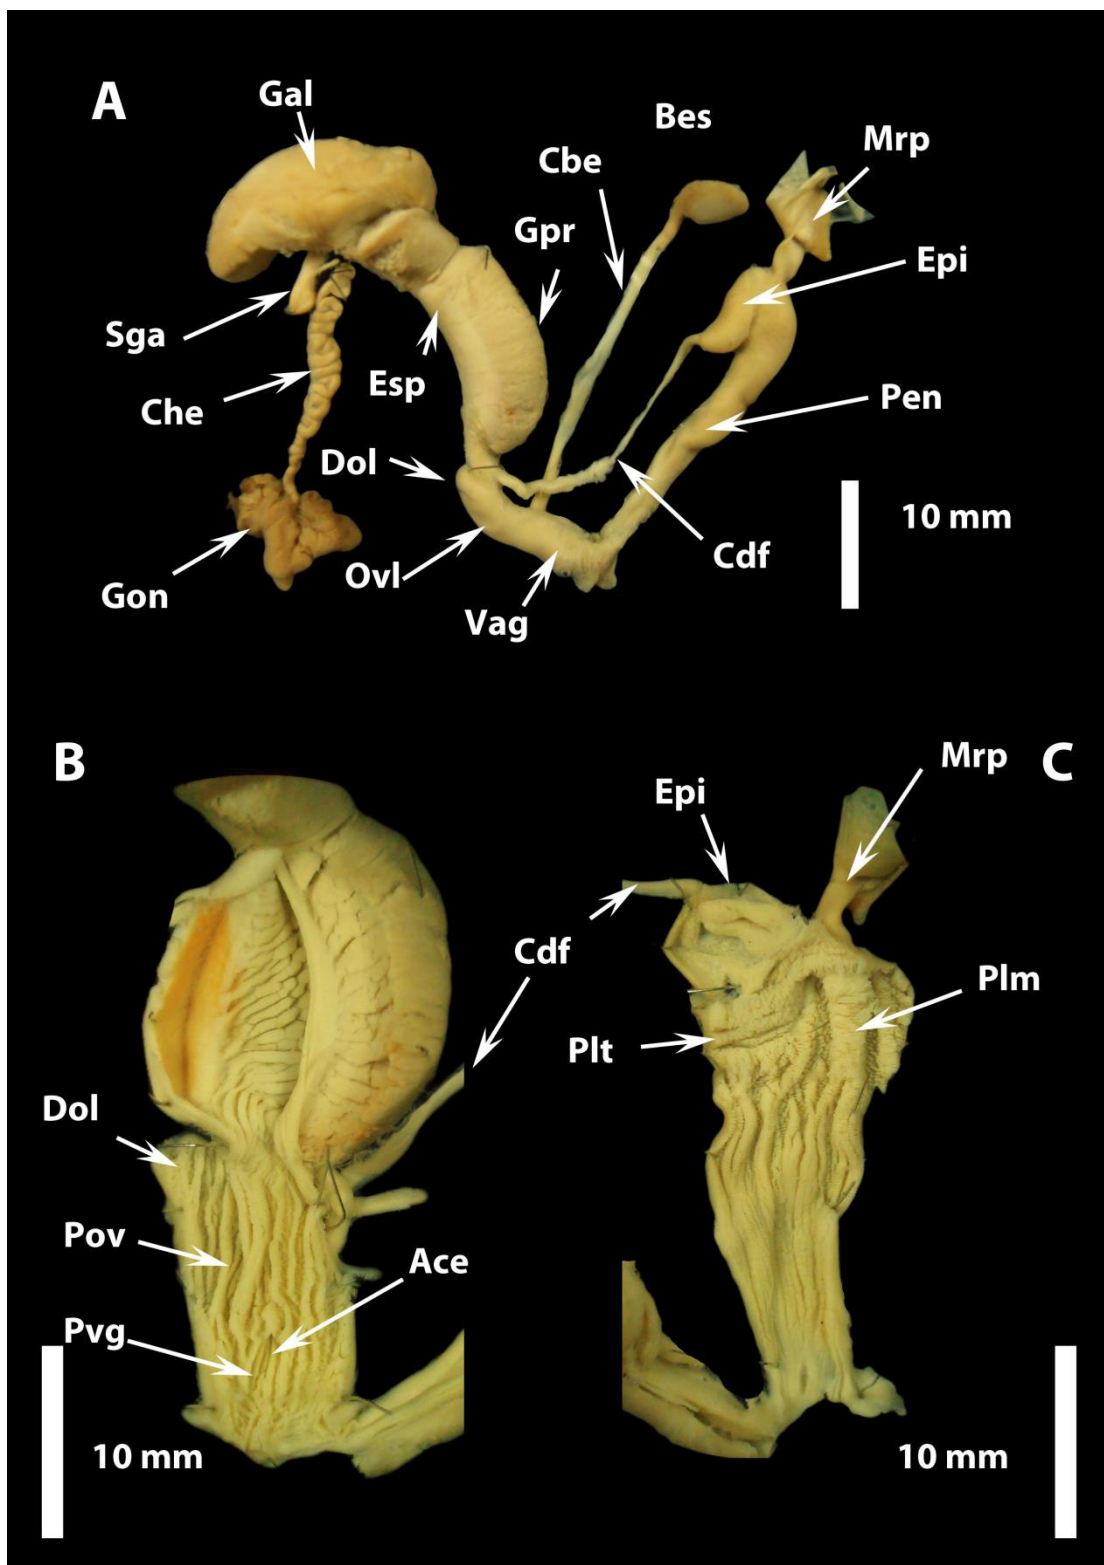 A
Gal
Bes
Mrp
Cbe
Gpr
Epi
Sga
Esp
Che
Pen
Dol
10 mm
Cdf
Ovl
Gon
Vag
B
Mrp
C
Epi
Cdf
Plm
Plt
Dol
Pov
Ace
Pvg
10 mm
10 mm